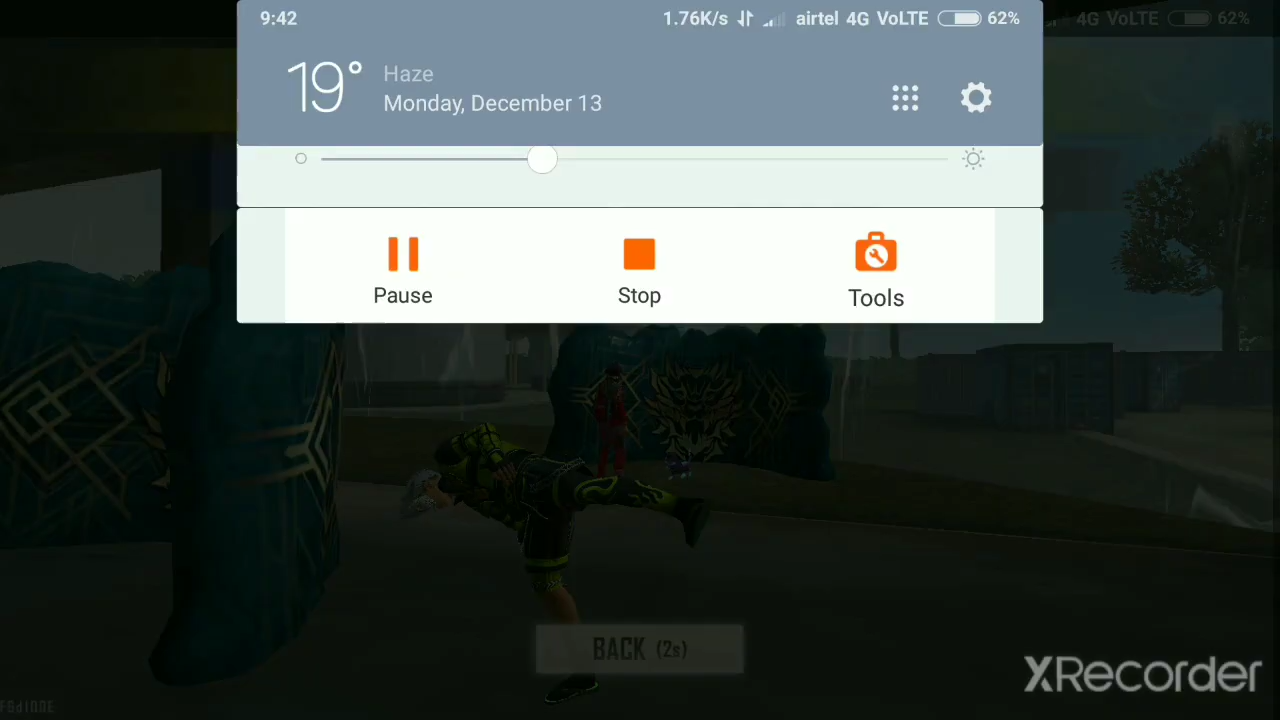 9:42
1.76K/s airtel 4G VoLTE 62%
4G VoLTE 62%
19°
Haze
Monday, December 13
Pause
Stop
Tools
BACK (2s)
XRecorder